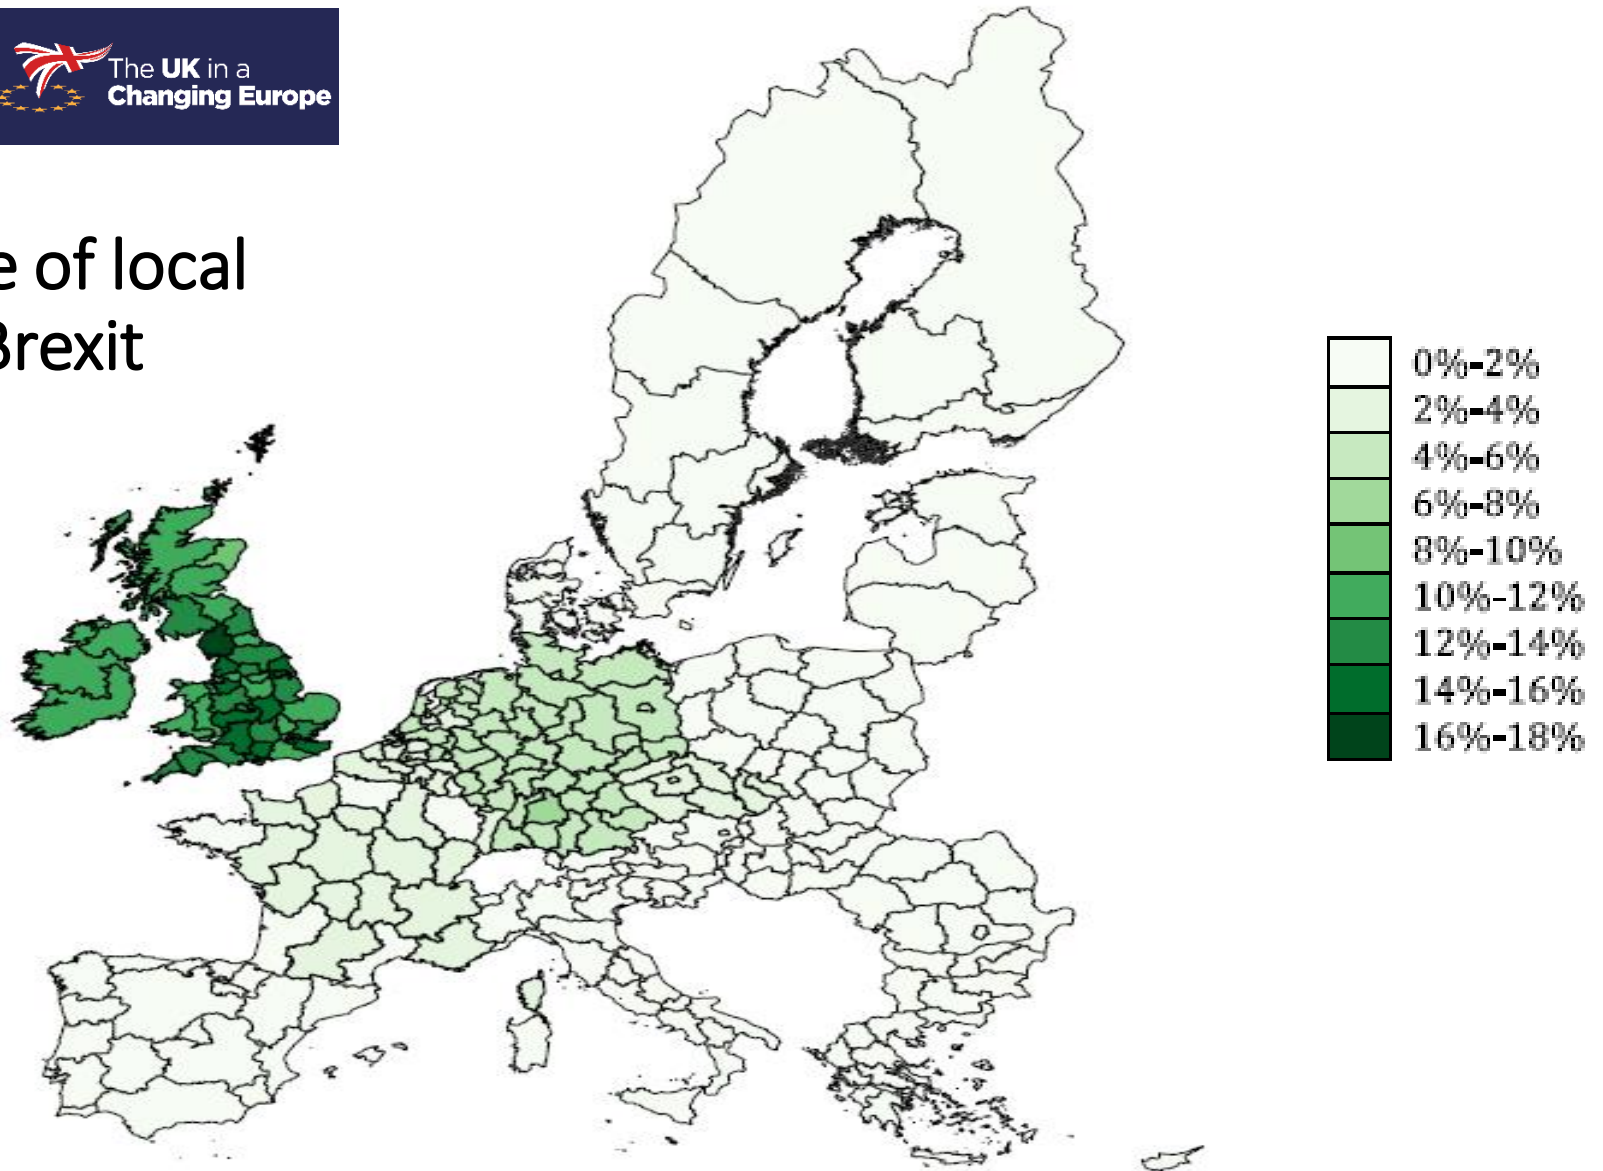 The UK in a
Changing Europe
e of local
Brexit
0%-2%
2%-4%
4%-6%
6%-8%
8%-10%
10%-12%
12%-14%
14%-16%
16%-18%